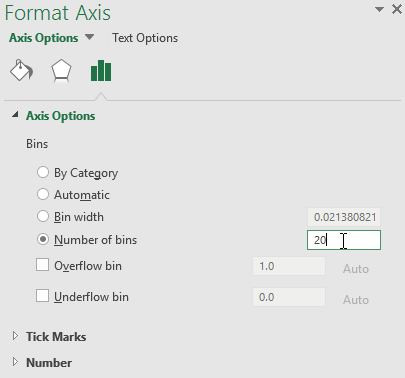 Format Axis
Axis Options Text Options
Axis Options
Bins
By Category
Automatic
Bin width 0.021380821
Number of bins 20
Overflow bin 1.0 Auto
Underflow bin 0.0 Auto
Tick Marks
Number